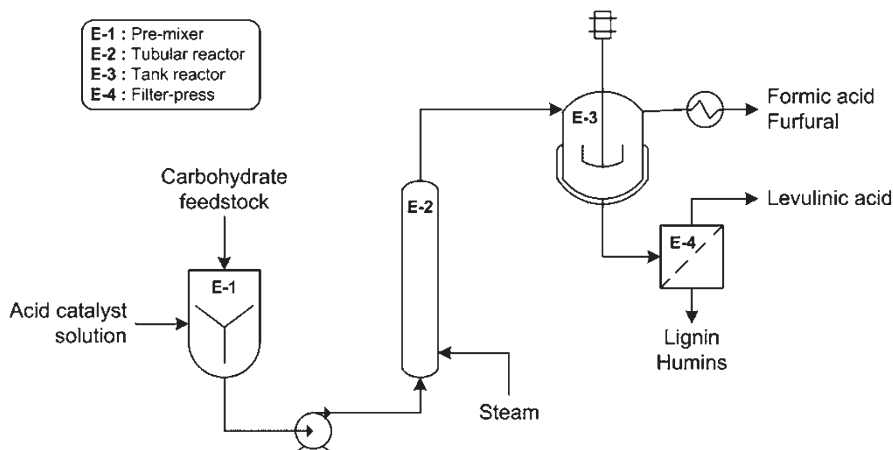 E-1 : Pre-mixer
E-2 : Tubular reactor
E-3 : Tank reactor
E-4 : Filter-press
E-3
Formic acid
Furfural
Carbohydrate
feedstock
E-2
Levulinic acid
E-4
E-1
Acid catalyst
solution
Lignin
Humins
Steam